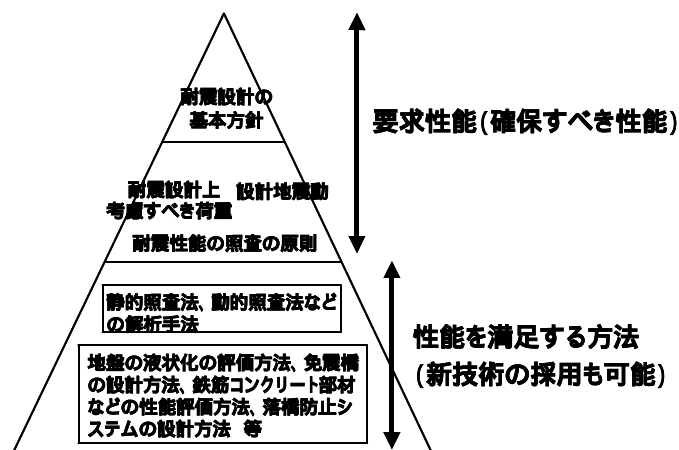 耐震設計の
基本方針
要求性能(確保すべき性能)
耐震設計上 設計地震動
考慮すべき荷重
耐震性能の照査の原則
静的照査法、動的照査法など
の解析手法
性能を満足する方法
(新技術の採用も可能)
地盤の液状化の評価方法、免震橋
の設計方法、鉄筋コンクリート部材
などの性能評価方法、落橋防止シ
ステムの設計方法 等